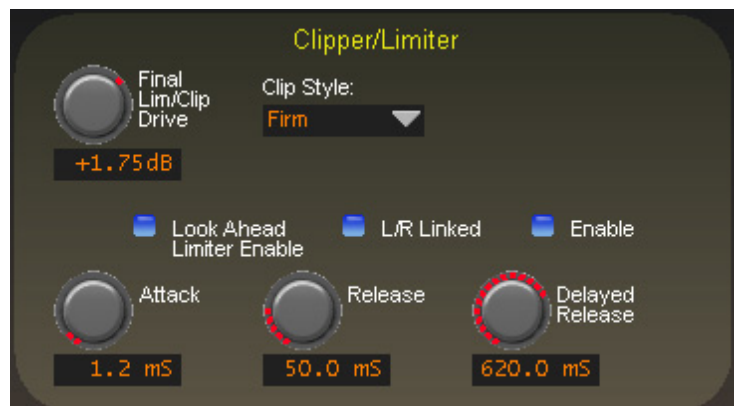 Clipper/Limiter
Final
Lim/Clip
Drive
+1.75dB
Clip Style:
Firm
Look Ahead
Limiter Enable
L/R Linked
Enable
Attack
1.2 mS
Release
50.0 mS
Delayed
Release
620.0 mS